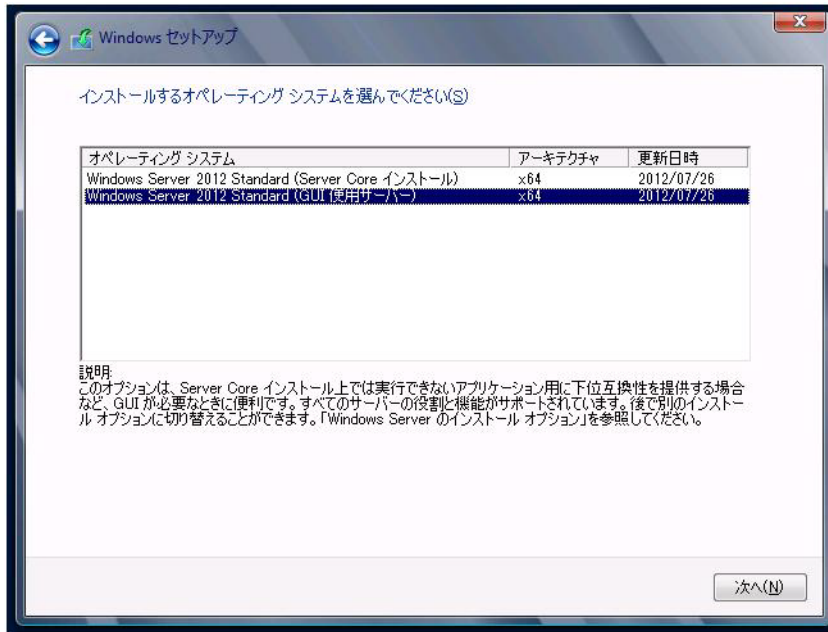 Windows セットアップ
インストールするオペレーティング システムを選んでください(S)
オペレーティング システム アーキテクチャ 更新日時
Windows Server 2012 Standard (Server Core インストール) x64 2012/07/26
Windows Server 2012 Standard (GUI 使用サーバー) x64 2012/07/26
説明:
このオプションは、Server Core インストール上では実行できないアプリケーション用に下位互換性を提供する場合
など、GUI が必要なときに便利です。すべてのサーバーの役割と機能がサポートされています。後で別のインストー
ル オプションに切り替えることができます。「Windows Server のインストール オプション」を参照してください。
次へ(N)